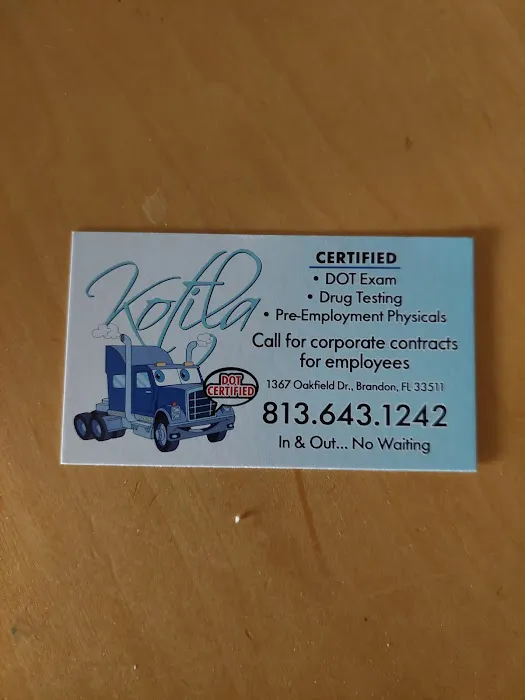 Kofila
DOT
CERTIFIED
CERTIFIED
• DOT Exam
• Drug Testing
• Pre-Employment Physicals
Call for corporate contracts
for employees
1367 Oakfield Dr., Brandon, FL 33511
813.643.1242
In & Out... No Waiting